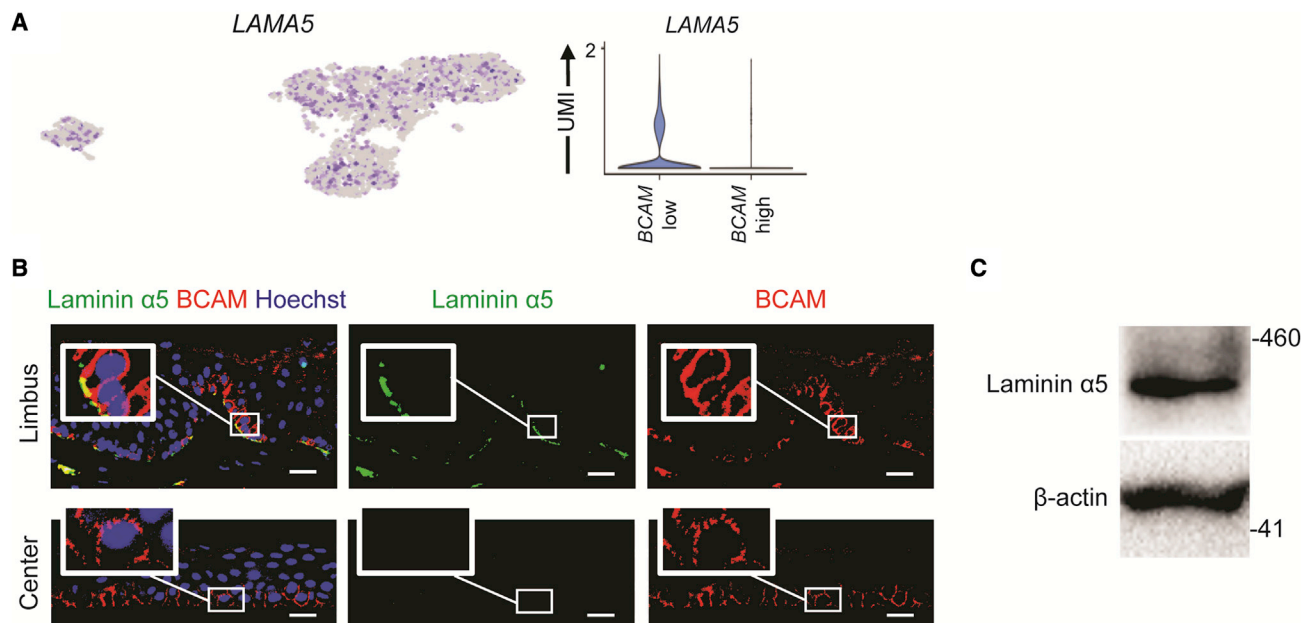 A
LAMA5
LAMA5
2
UMI
BCAM low
BCAM high
B
Laminin α5 BCAM Hoechst
Laminin α5
BCAM
Limbus
Center
C
Laminin α5
-460
β-actin
-41